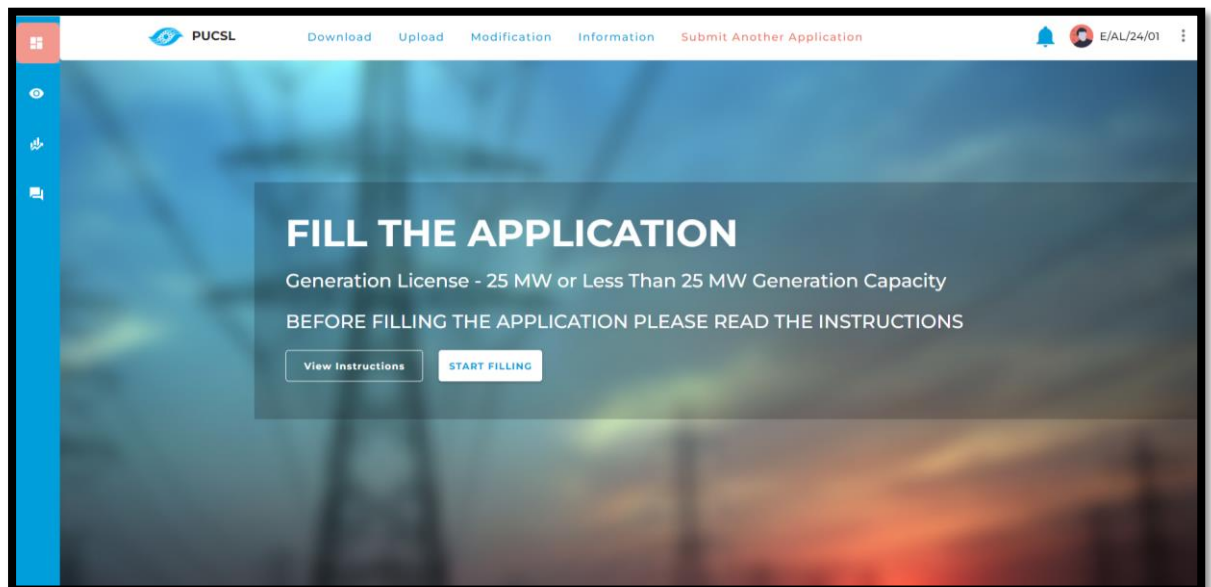 PUCSL
Download Upload Modification Information Submit Another Application
E/AL/24/01
FILL THE APPLICATION
Generation License - 25 MW or Less Than 25 MW Generation Capacity
BEFORE FILLING THE APPLICATION PLEASE READ THE INSTRUCTIONS
View Instructions START FILLING